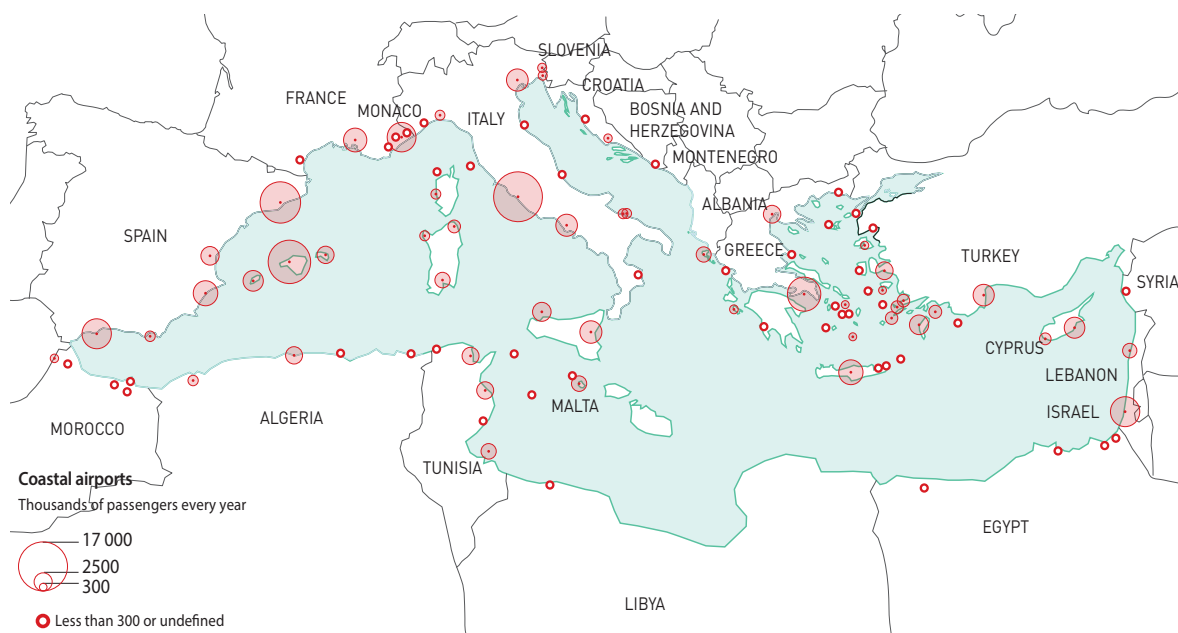 SLOVENIA
CROATIA
FRANCE
MONACO
ITALY
BOSNIA AND
HERZEGOVINA
MONTENEGRO
ALBANIA
SPAIN
GREECE
TURKEY
SYRIA
CYPRUS
LEBANON
MALTA
ISRAEL
ALGERIA
MOROCCO
TUNISIA
EGYPT
LIBYA
Coastal airports
Thousands of passengers every year
17 000
2500
300
Less than 300 or undefined